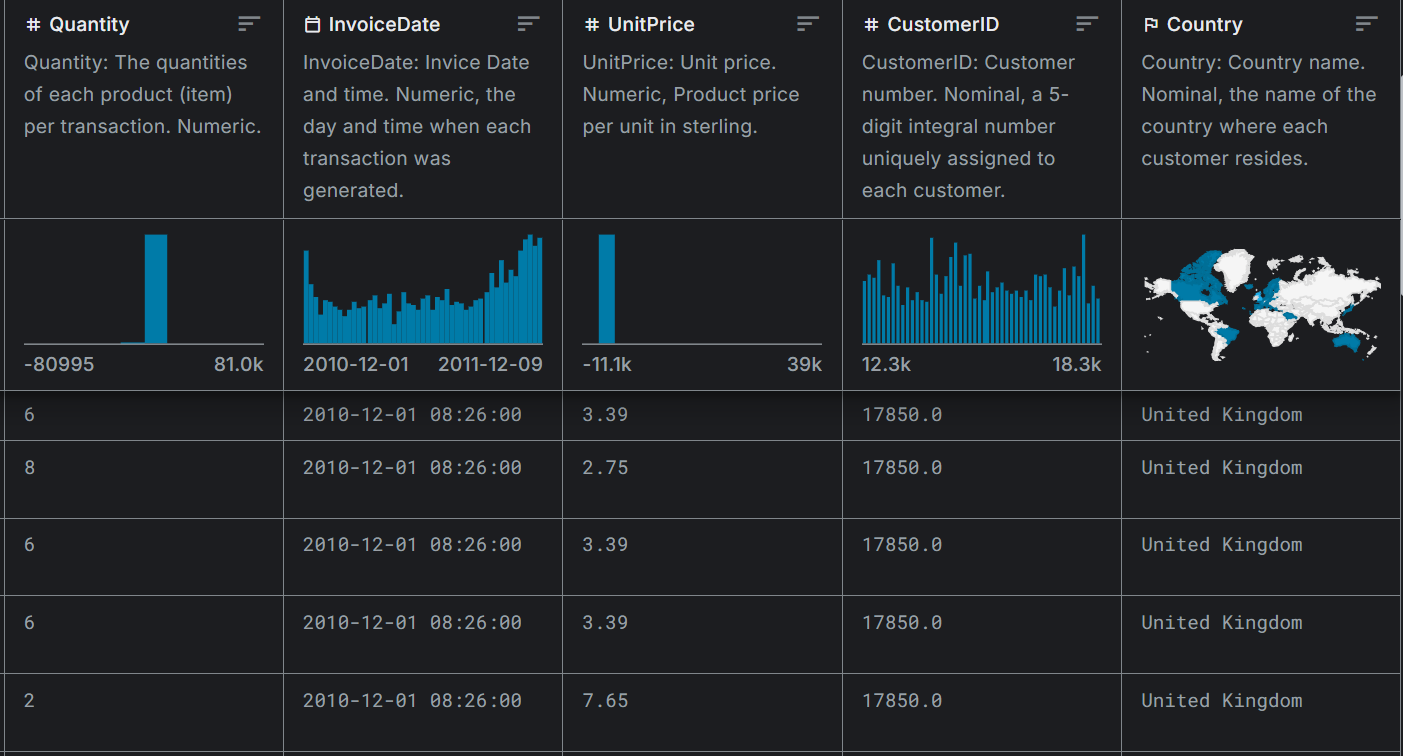 # Quantity
# InvoiceDate
# UnitPrice
# CustomerID
Country
Quantity: The quantities
of each product (item)
per transaction. Numeric.
InvoiceDate: Invice Date
and time. Numeric, the
day and time when each
transaction was
generated.
UnitPrice: Unit price.
Numeric, Product price
per unit in sterling.
CustomerID: Customer
number. Nominal, a 5-
digit integral number
uniquely assigned to
each customer.
Country: Country name.
Nominal, the name of the
country where each
customer resides.
-80995 81.0k
2010-12-01 2011-12-09
-11.1k 39k
12.3k 18.3k
6 2010-12-01 08:26:00 3.39 17850.0 United Kingdom
8 2010-12-01 08:26:00 2.75 17850.0 United Kingdom
6 2010-12-01 08:26:00 3.39 17850.0 United Kingdom
6 2010-12-01 08:26:00 3.39 17850.0 United Kingdom
2 2010-12-01 08:26:00 7.65 17850.0 United Kingdom